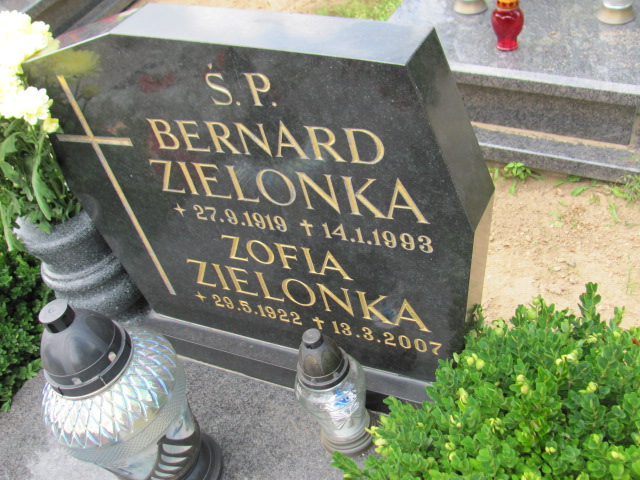 Ś.P.
BERNARD
ZIELONKA
*27.9.1919 †14.1.1993
ZOFIA
ZIELONKA
*29.5.1922 †13.3.2007